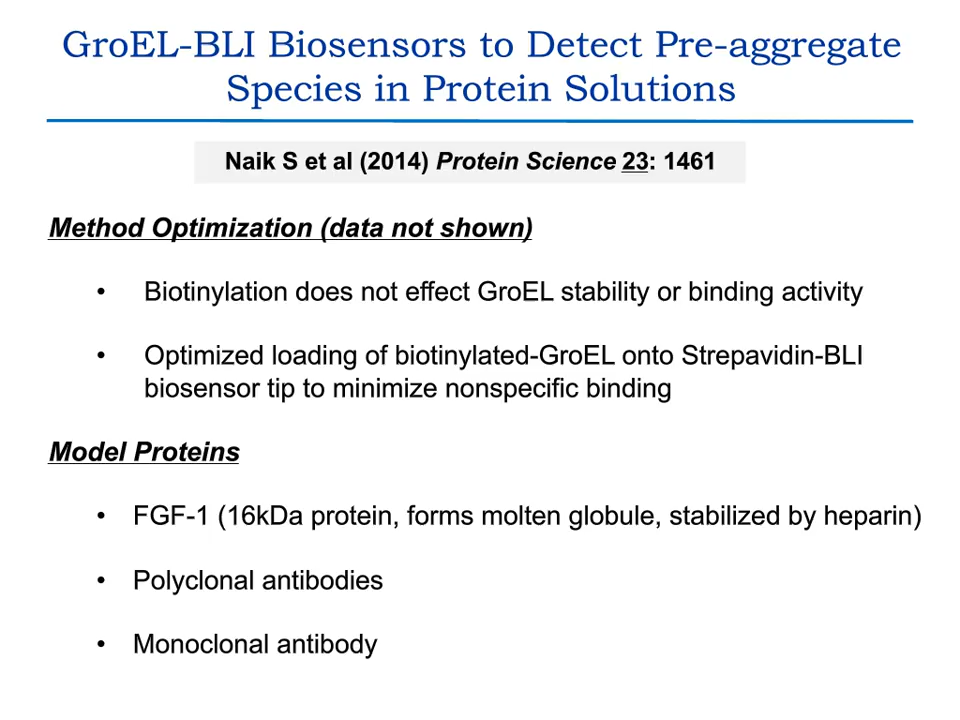 GroEL-BLI Biosensors to Detect Pre-aggregate
Species in Protein Solutions
Naik S et al (2014) Protein Science 23: 1461
Method Optimization (data not shown)
• Biotinylation does not effect GroEL stability or binding activity
• Optimized loading of biotinylated-GroEL onto Strepavidin-BLI
biosensor tip to minimize nonspecific binding
Model Proteins
• FGF-1 (16kDa protein, forms molten globule, stabilized by heparin)
• Polyclonal antibodies
• Monoclonal antibody